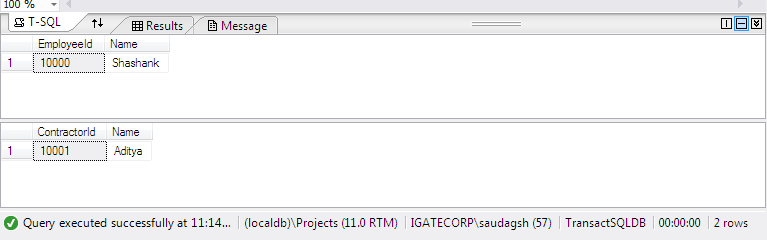 100 %
T-SQL Results Message
EmployeeId Name
1 10000 Shashank
ContractorId Name
1 10001 Aditya
Query executed successfully at 11:14... (localdb)\Projects (11.0 RTM) IGATECORP\saudagsh (57) TransactSQLDB 00:00:00 2 rows